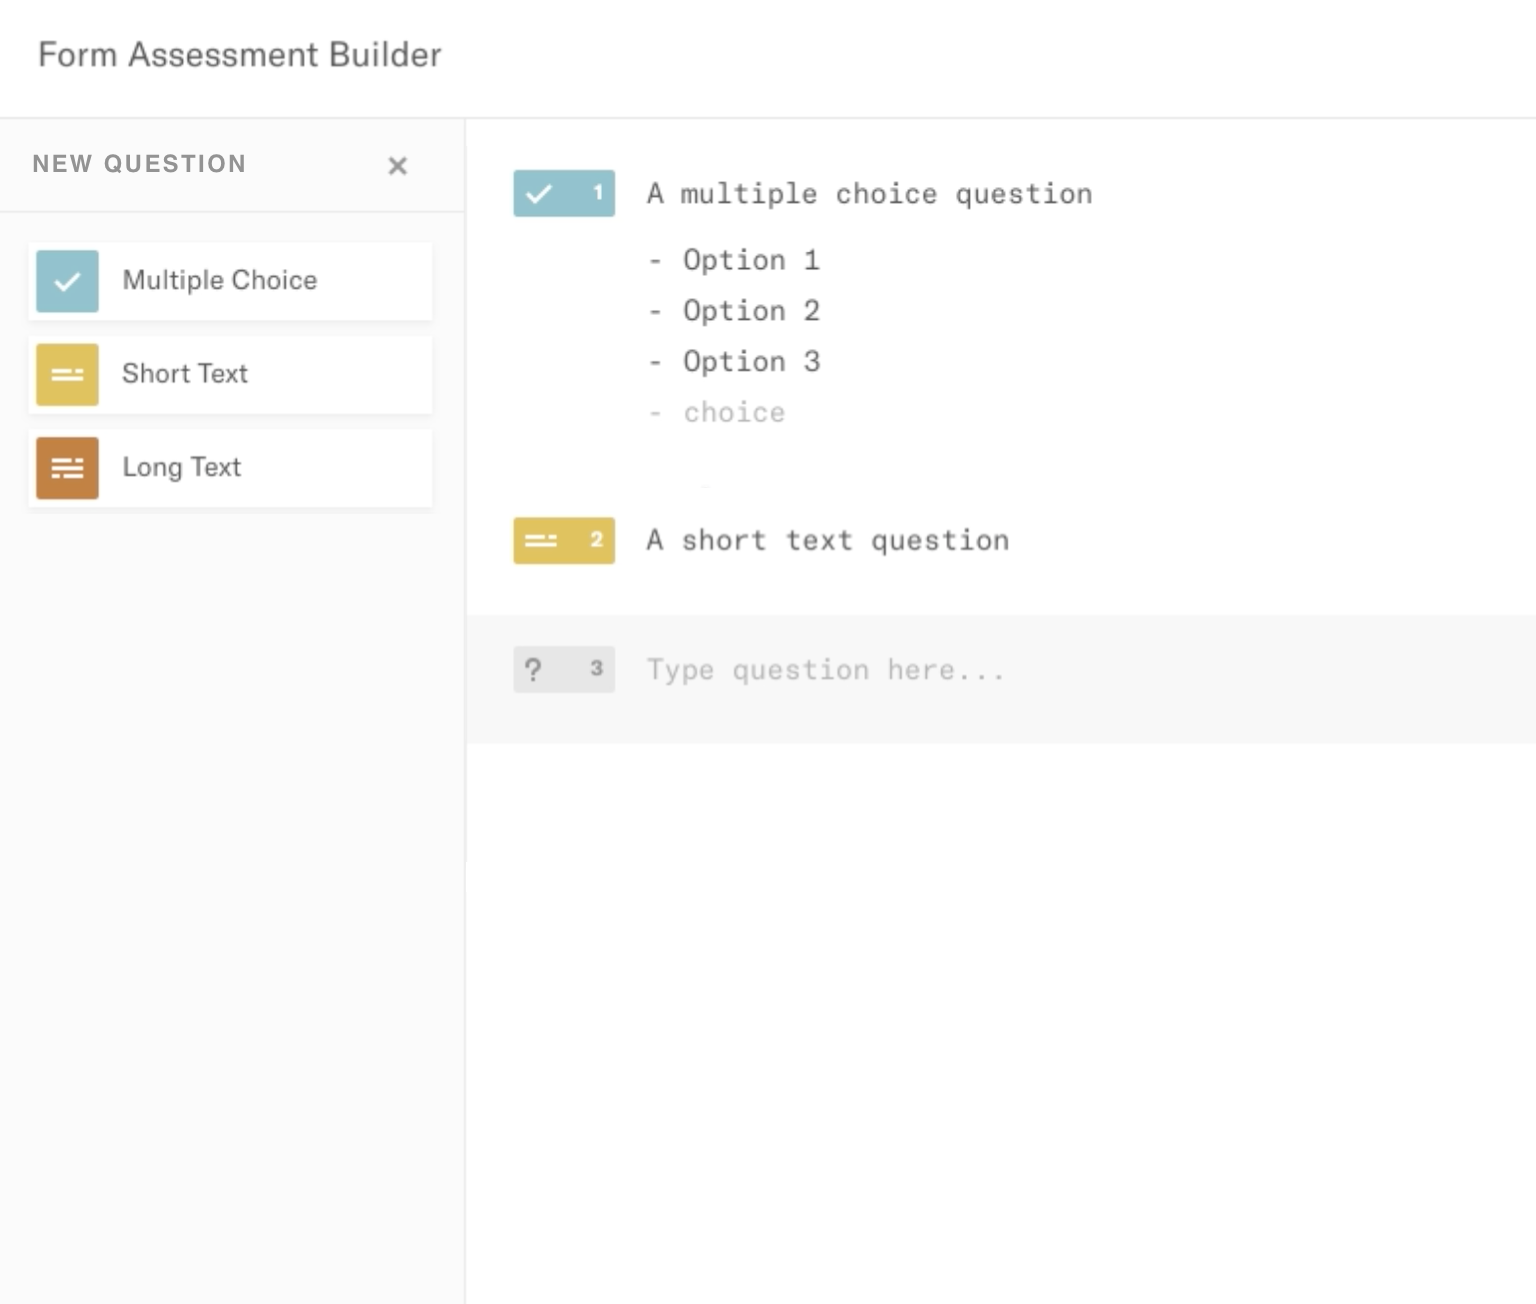 Form Assessment Builder
NEW QUESTION
Multiple Choice
Short Text
Long Text
1 A multiple choice question
- Option 1
- Option 2
- Option 3
- choice
2 A short text question
? 3 Type question here...